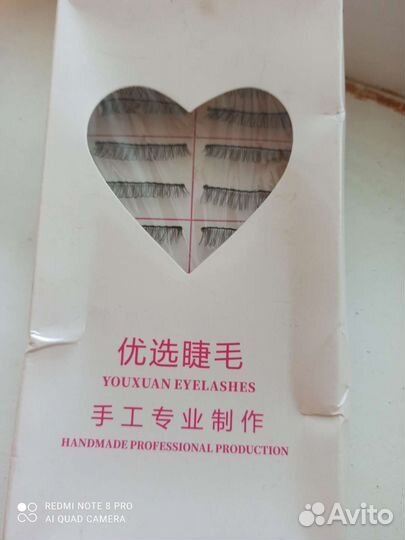 优选睫毛
YOUXUAN EYELASHES
手工专业制作
HANDMADE PROFESSIONAL PRODUCTION
REDMI NOTE 8 PRO
AI QUAD CAMERA
Avito